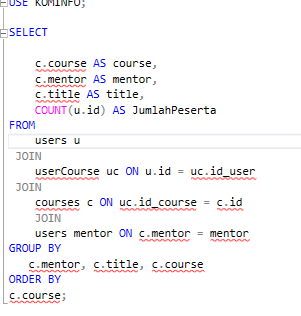 USE KOMINFO;
SELECT
c.course AS course,
c.mentor AS mentor,
c.title AS title,
COUNT(u.id) AS JumlahPeserta
FROM
users u
JOIN
userCourse uc ON u.id = uc.id_user
JOIN
courses c ON uc.id_course = c.id
JOIN
users mentor ON c.mentor = mentor
GROUP BY
c.mentor, c.title, c.course
ORDER BY
c.course;